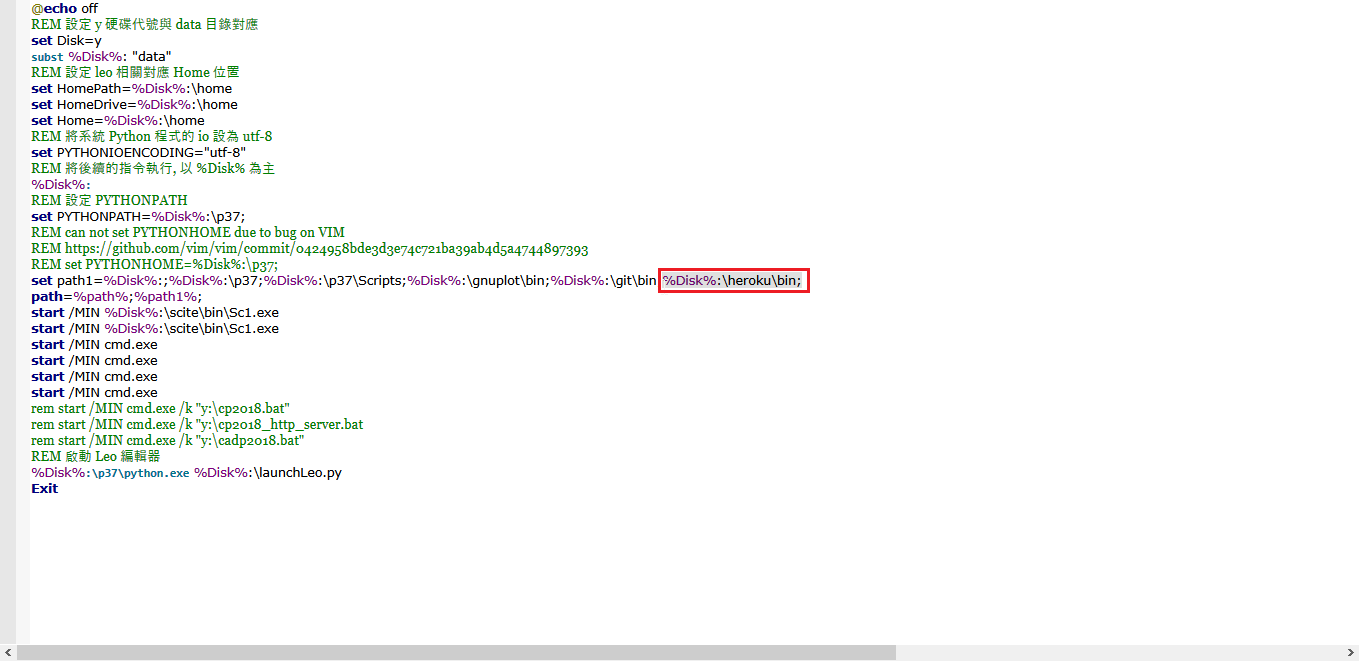 @echo off
REM 設定 y 硬碟代號與 data 目錄對應
set Disk=y
subst %Disk%: "data"
REM 設定 leo 相關對應 Home 位置
set HomePath=%Disk%:\home
set HomeDrive=%Disk%:\home
set Home=%Disk%:\home
REM 將系統 Python 程式的 io 設為 utf-8
set PYTHONIOENCODING="utf-8"
REM 將後續的指令執行, 以 %Disk% 為主
%Disk%:
REM 設定 PYTHONPATH
set PYTHONPATH=%Disk%:\p37;
REM can not set PYTHONHOME due to bug on VIM
REM https://github.com/vim/vim/commit/0424958bde3d3e74c721ba39ab4d5a4744897393
REM set PYTHONHOME=%Disk%:\p37;
set path1=%Disk%:;%Disk%:\p37;%Disk%:\p37\Scripts;%Disk%:\gnuplot\bin;%Disk%:\git\bin;%Disk%:\heroku\bin;
path=%path%;%path1%;
start /MIN %Disk%:\scite\bin\Sc1.exe
start /MIN %Disk%:\scite\bin\Sc1.exe
start /MIN cmd.exe
start /MIN cmd.exe
start /MIN cmd.exe
start /MIN cmd.exe
rem start /MIN cmd.exe /k "y:\cp2018.bat"
rem start /MIN cmd.exe /k "y:\cp2018_http_server.bat
rem start /MIN cmd.exe /k "y:\cadp2018.bat"
REM 啟動 Leo 編輯器
%Disk%:\p37\python.exe %Disk%:\launchLeo.py
Exit